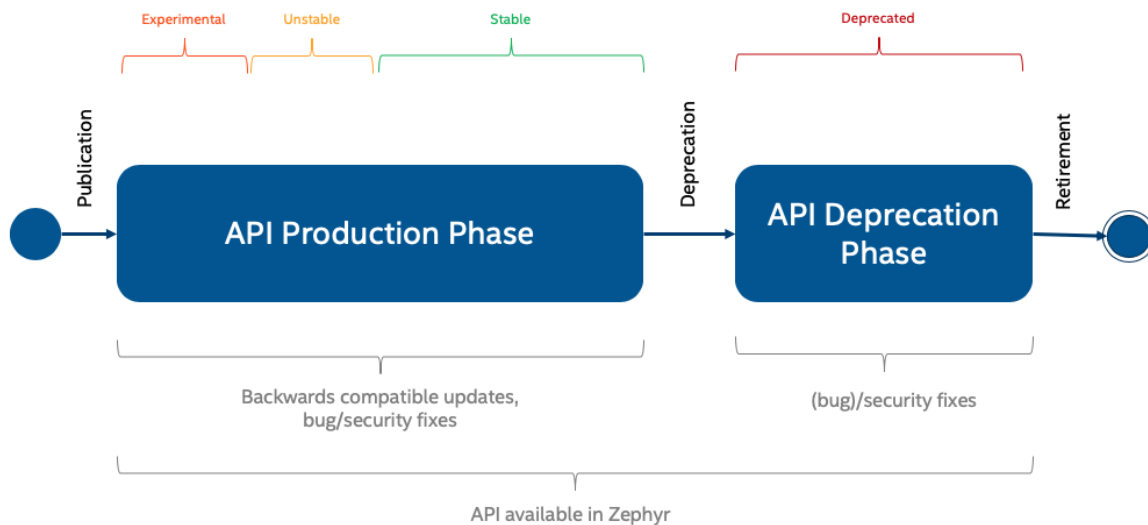 Experimental
Unstable
Stable
Deprecated
Publication
Deprecation
Retirement
API Production Phase
API Deprecation
Phase
Backwards compatible updates,
bug/security fixes
(bug)/security fixes
API available in Zephyr